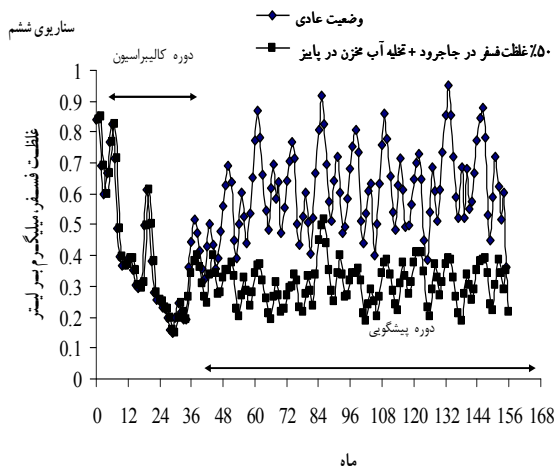 سناریوی ششم
وضعیت عادی
۵۰٪ غلظت فسفر در جاجرود + تخلیه آب مخزن در پاییز
دوره کالیبراسیون
غلظت فسفر، میلیگرم بر لیتر
1
0.9
0.8
0.7
0.6
0.5
0.4
0.3
0.2
0.1
0
دوره پیشگویی
0 12 24 36 48 60 72 84 96 108 120 132 144 156 168
ماه